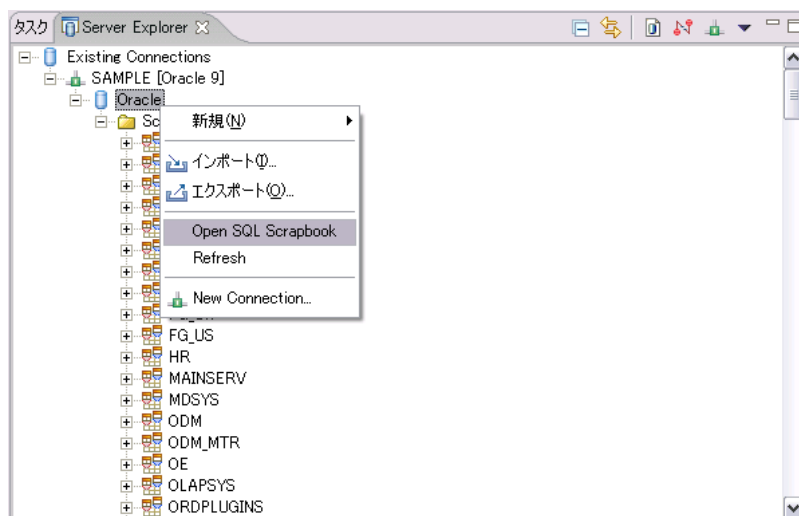 タスク Server Explorer
Existing Connections
SAMPLE [Oracle 9]
Oracle
Sc
新規(N)
インポート(I)...
エクスポート(O)...
Open SQL Scrapbook
Refresh
New Connection...
FG_US
HR
MAINSERV
MDSYS
ODM
ODM_MTR
OE
OLAPSYS
ORDPLUGINS